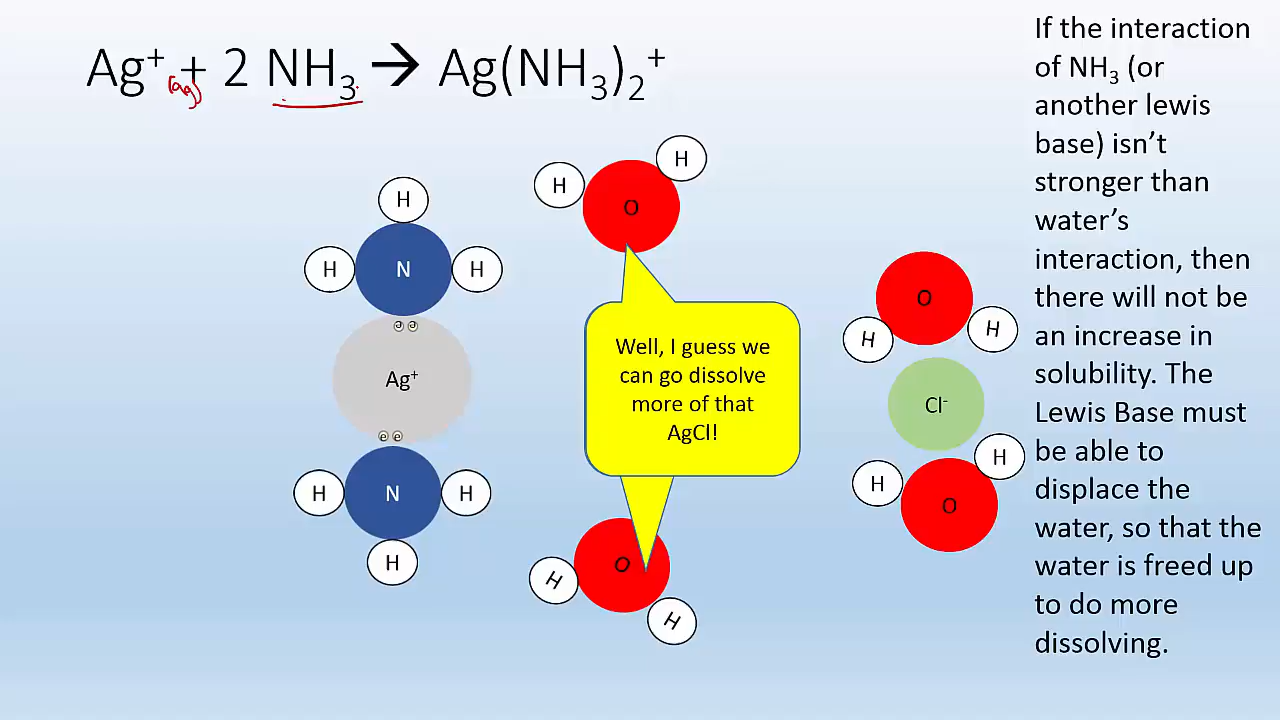 Ag⁺ + 2 NH₃ → Ag(NH₃)₂⁺
(aq)
If the interaction
of NH₃ (or
another lewis
base) isn’t
stronger than
water’s
interaction, then
there will not be
an increase in
solubility. The
Lewis Base must
be able to
displace the
water, so that the
water is freed up
to do more
dissolving.
H
H N H
e e
Ag⁺
e e
H N H
H
H H
O
Well, I guess we
can go dissolve
more of that
AgCl!
O
H
H
O
H H
Cl⁻
H H
O